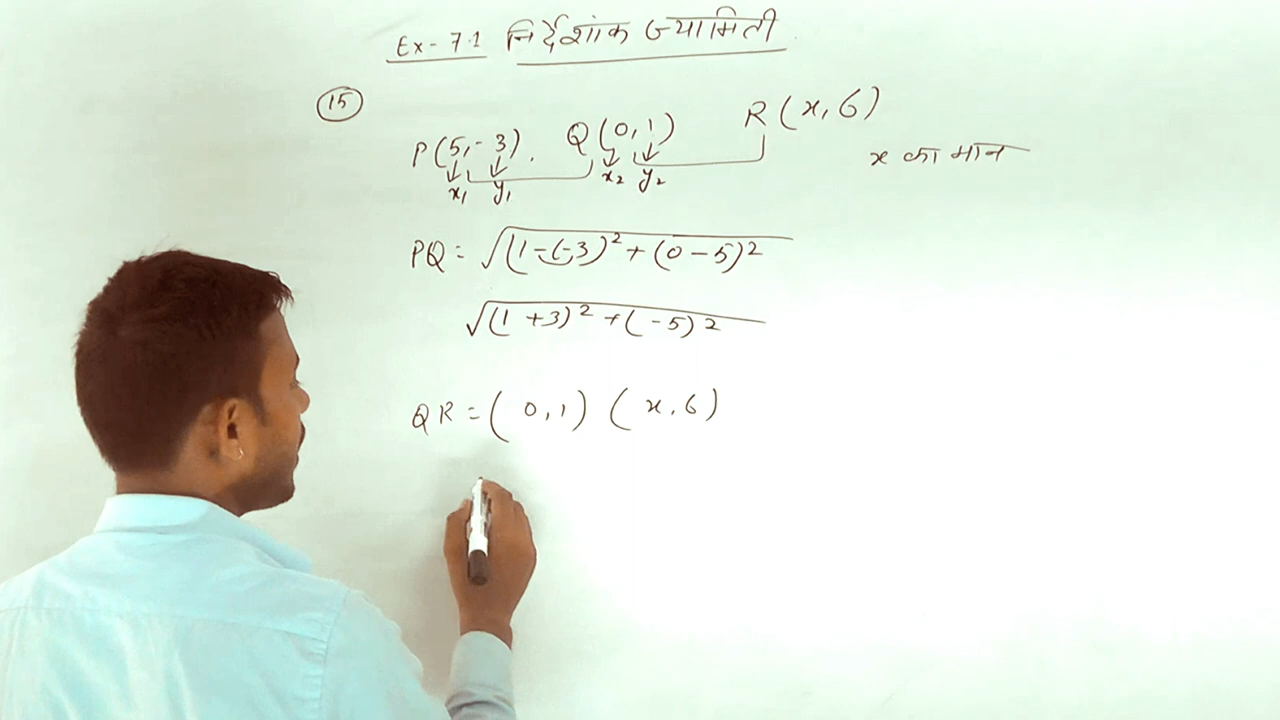 Ex- 7.1 निर्देशांक ज्यामिती
15
P(5,-3). Q(0,1) R(x,6)
x का मान
x₁ y₁ x₂ y₂
PQ = √(1-(-3)² + (0-5)²
√(1+3)² + (-5)²
QR = (0,1) (x,6)